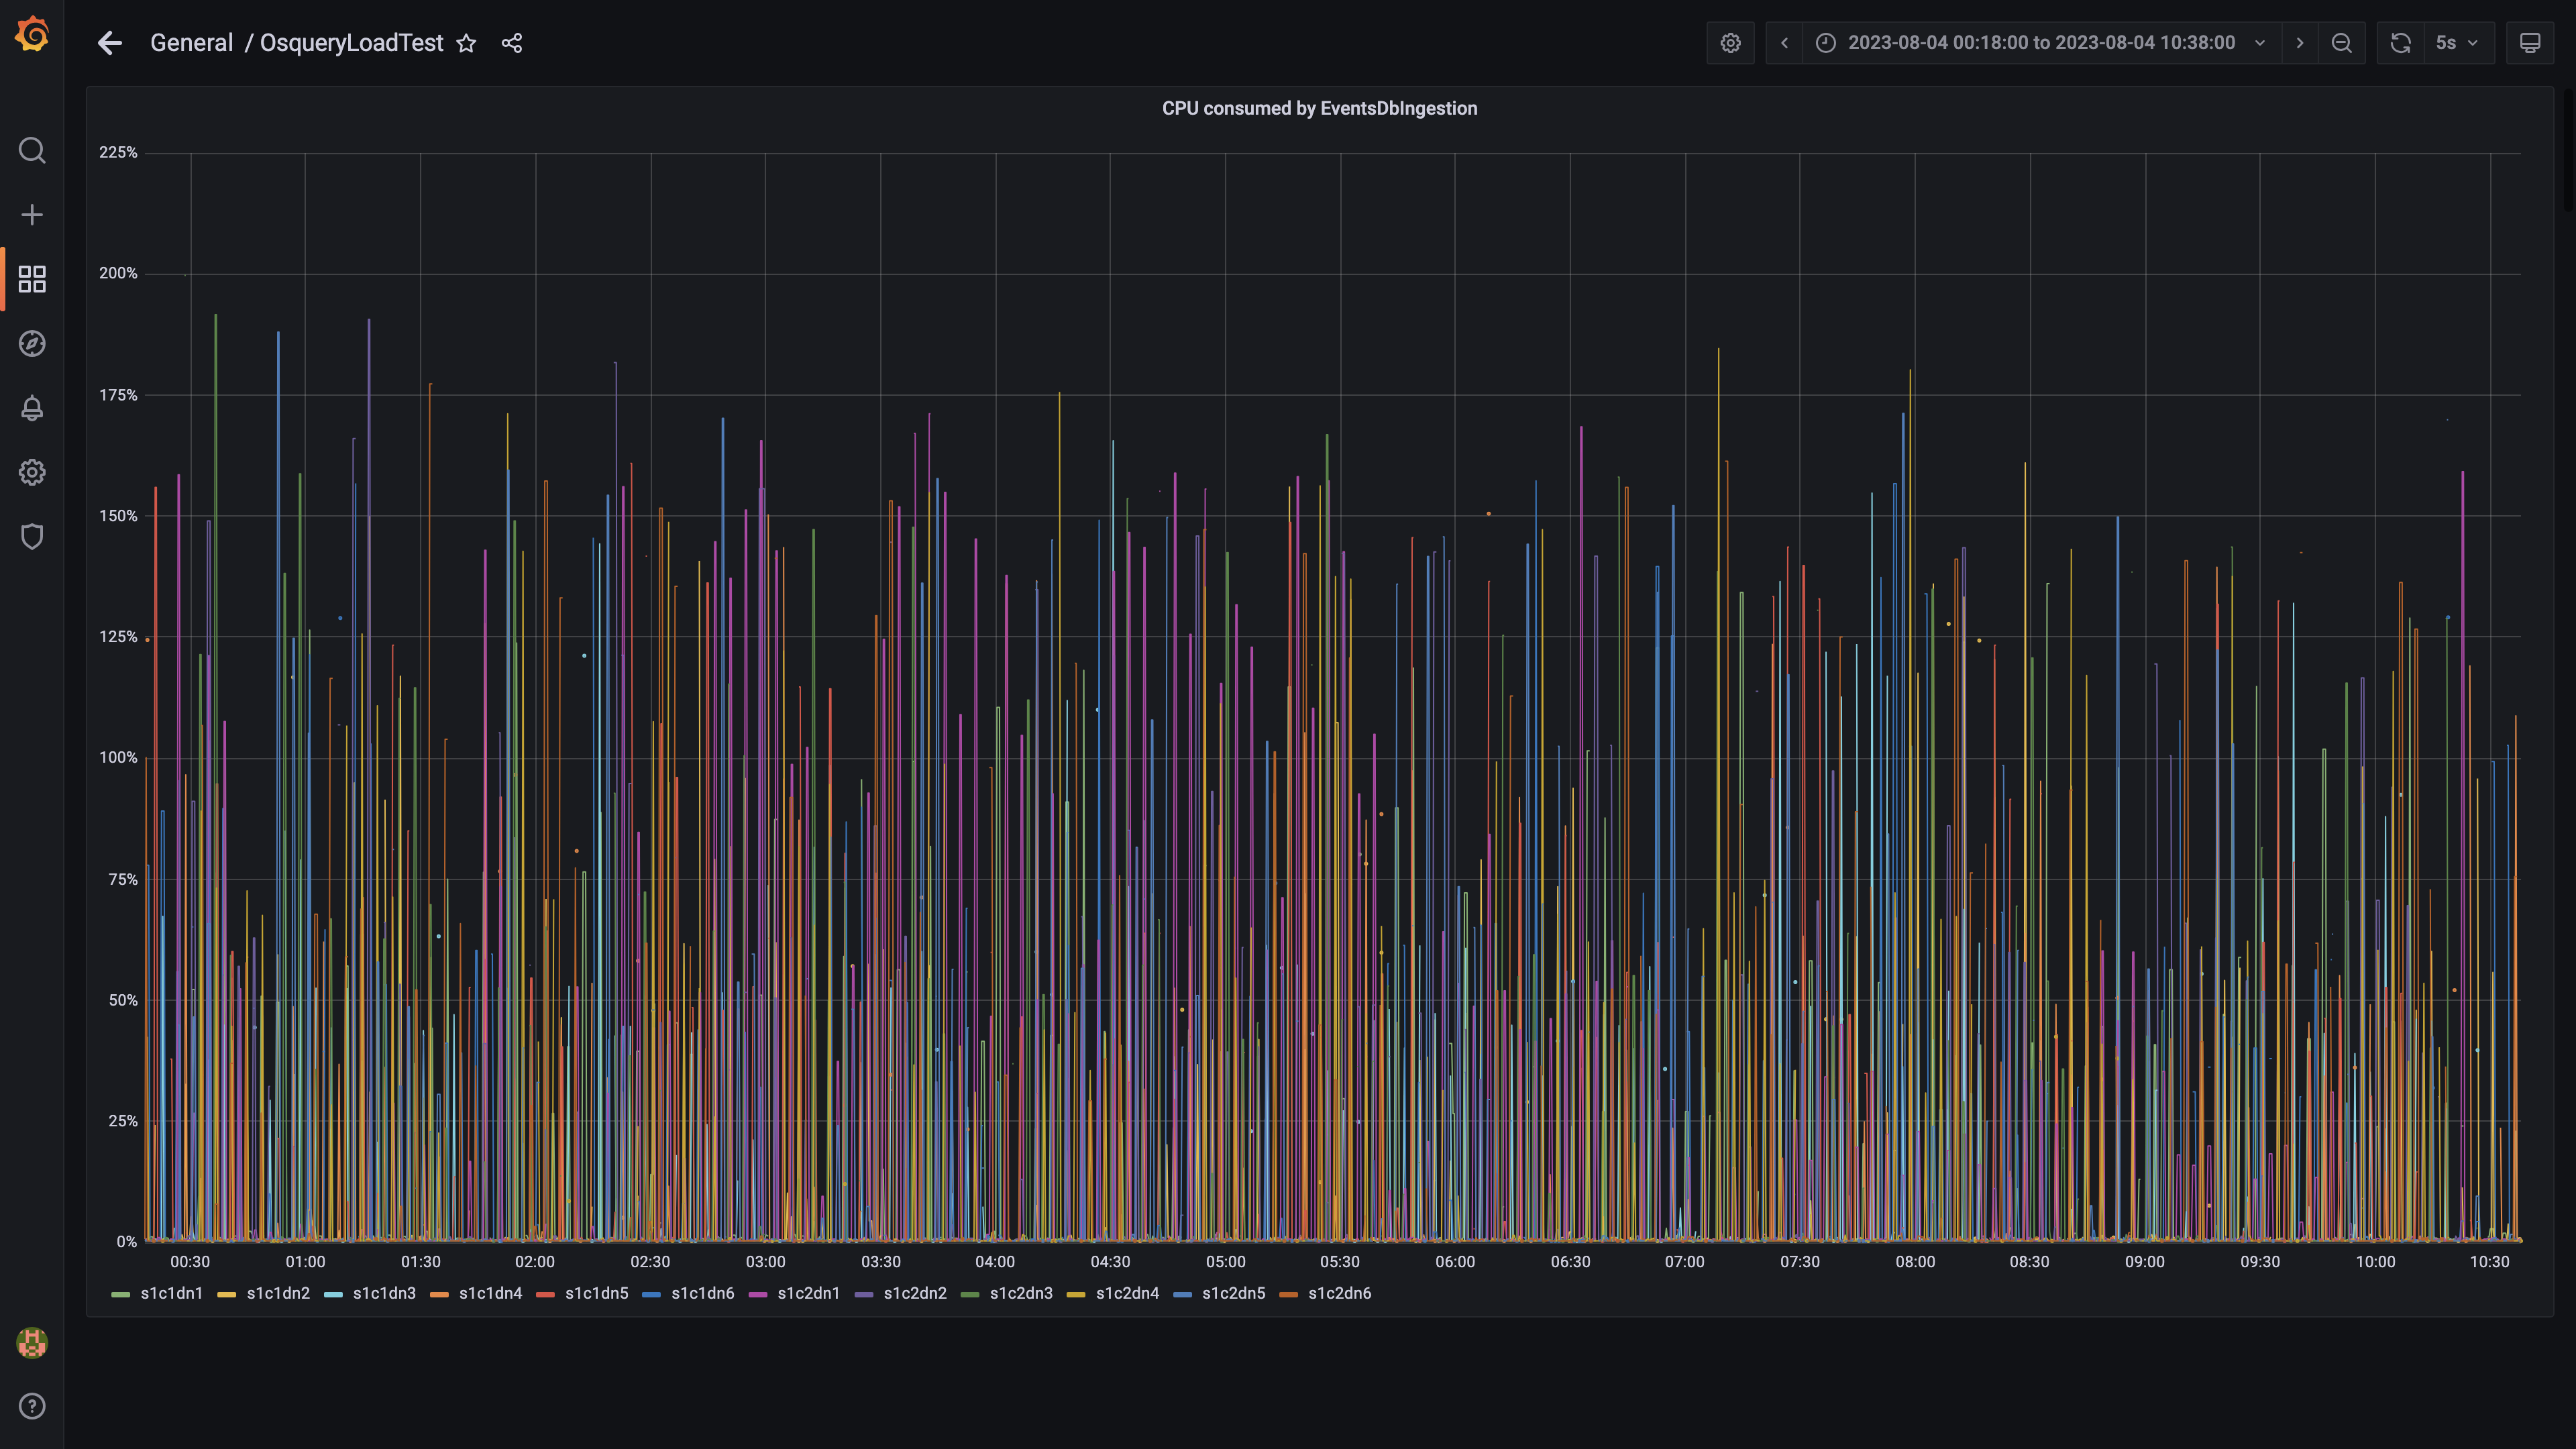 General / OsqueryLoadTest
2023-08-04 00:18:00 to 2023-08-04 10:38:00
5s
CPU consumed by EventsDbIngestion
225%
200%
175%
150%
125%
100%
75%
50%
25%
0%
00:30 01:00 01:30 02:00 02:30 03:00 03:30 04:00 04:30 05:00 05:30 06:00 06:30 07:00 07:30 08:00 08:30 09:00 09:30 10:00 10:30
s1c1dn1 s1c1dn2 s1c1dn3 s1c1dn4 s1c1dn5 s1c1dn6 s1c2dn1 s1c2dn2 s1c2dn3 s1c2dn4 s1c2dn5 s1c2dn6